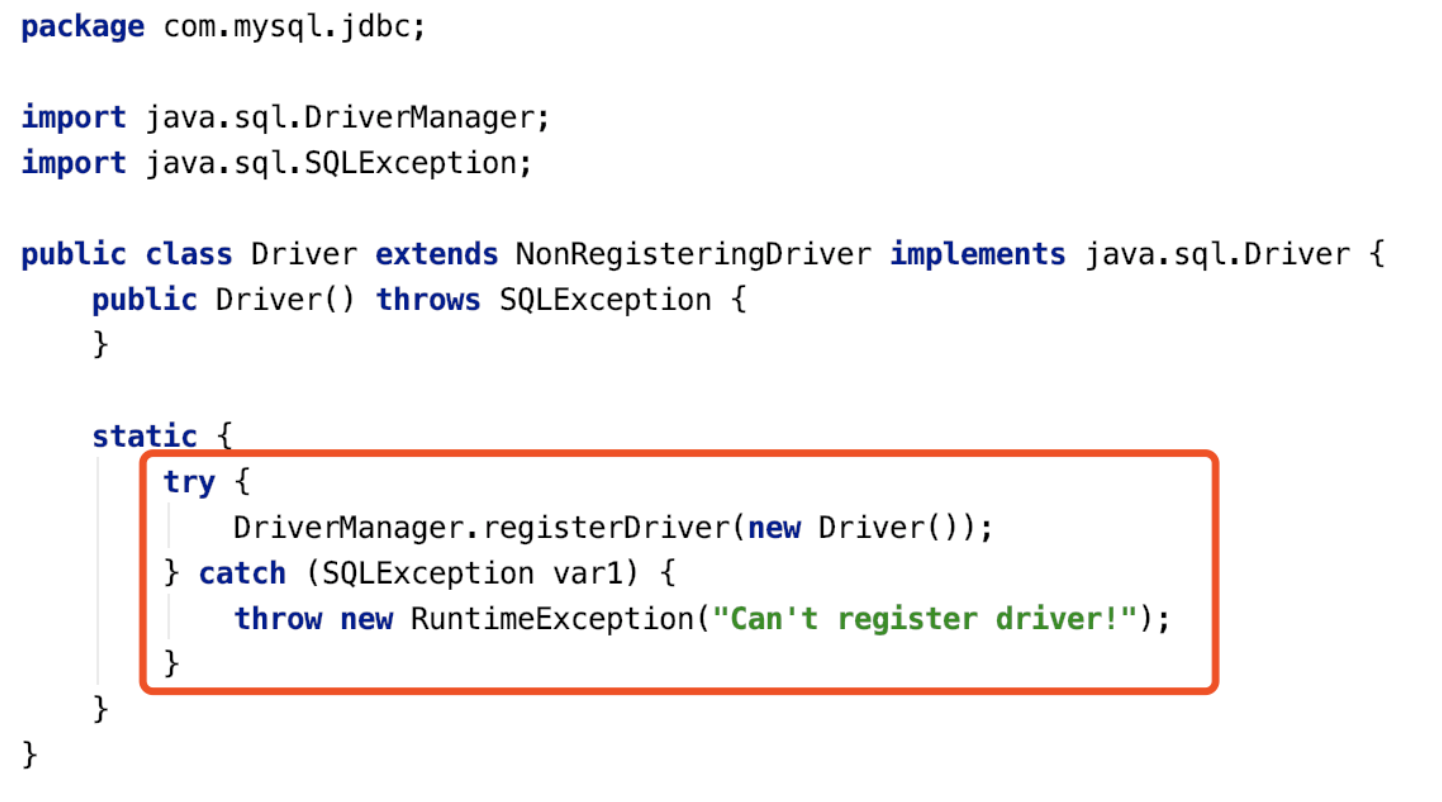 package com.mysql.jdbc;
import java.sql.DriverManager;
import java.sql.SQLException;
public class Driver extends NonRegisteringDriver implements java.sql.Driver {
    public Driver() throws SQLException {
    }
    static {
        try {
            DriverManager.registerDriver(new Driver());
        } catch (SQLException var1) {
            throw new RuntimeException("Can't register driver!");
        }
    }
}